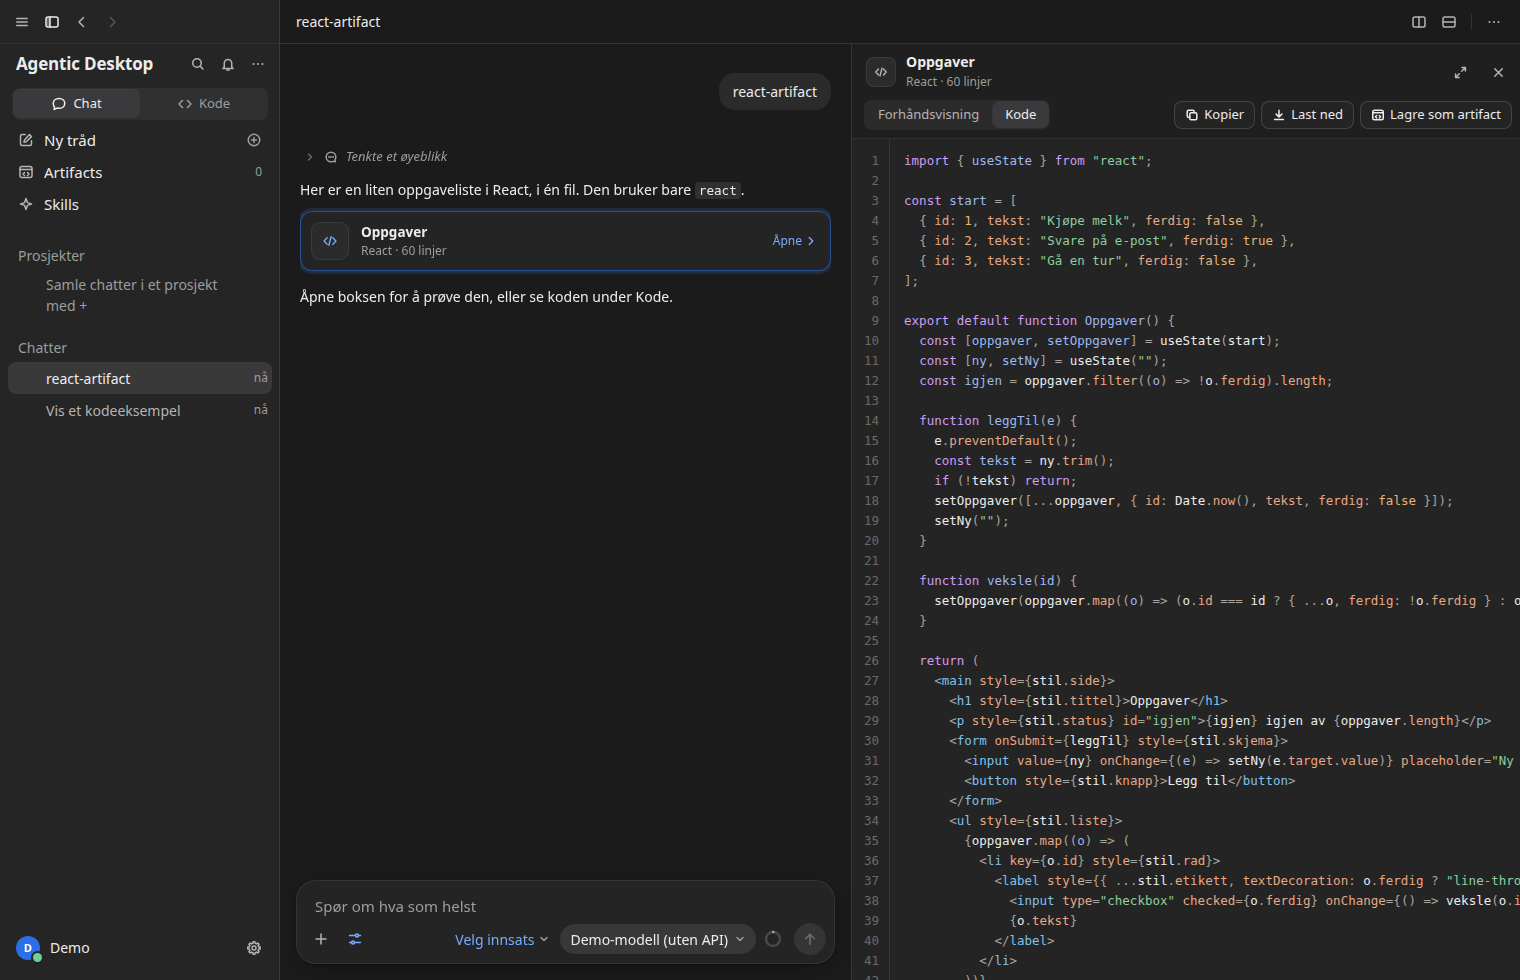 react-artifact
Agentic Desktop
Chat
Kode
Ny tråd
Artifacts 0
Skills
Prosjekter
Samle chatter i et prosjekt
med +
Chatter
react-artifact nå
Vis et kodeeksempel nå
D Demo
react-artifact
Tenkte et øyeblikk
Her er en liten oppgaveliste i React, i én fil. Den bruker bare react.
Oppgaver
React · 60 linjer
Åpne
Åpne boksen for å prøve den, eller se koden under Kode.
Spør om hva som helst
Velg innsats
Demo-modell (uten API)
Oppgaver
React · 60 linjer
Forhåndsvisning
Kode
Kopier
Last ned
Lagre som artifact
1 import { useState } from "react";
2
3 const start = [
4 { id: 1, tekst: "Kjøpe melk", ferdig: false },
5 { id: 2, tekst: "Svare på e-post", ferdig: true },
6 { id: 3, tekst: "Gå en tur", ferdig: false },
7 ];
8
9 export default function Oppgaver() {
10 const [oppgaver, setOppgaver] = useState(start);
11 const [ny, setNy] = useState("");
12 const igjen = oppgaver.filter((o) => !o.ferdig).length;
13
14 function leggTil(e) {
15 e.preventDefault();
16 const tekst = ny.trim();
17 if (!tekst) return;
18 setOppgaver([...oppgaver, { id: Date.now(), tekst, ferdig: false }]);
19 setNy("");
20 }
21
22 function veksle(id) {
23 setOppgaver(oppgaver.map((o) => (o.id === id ? { ...o, ferdig: !o.ferdig } : o
24 }
25
26 return (
27 <main style={stil.side}>
28 <h1 style={stil.tittel}>Oppgaver</h1>
29 <p style={stil.status} id="igjen">{igjen} igjen av {oppgaver.length}</p>
30 <form onSubmit={leggTil} style={stil.skjema}>
31 <input value={ny} onChange={(e) => setNy(e.target.value)} placeholder="Ny
32 <button style={stil.knapp}>Legg til</button>
33 </form>
34 <ul style={stil.liste}>
35 {oppgaver.map((o) => (
36 <li key={o.id} style={stil.rad}>
37 <label style={{ ...stil.etikett, textDecoration: o.ferdig ? "line-thro
38 <input type="checkbox" checked={o.ferdig} onChange={() => veksle(o.i
39 {o.tekst}
40 </label>
41 </li>
42 ))}